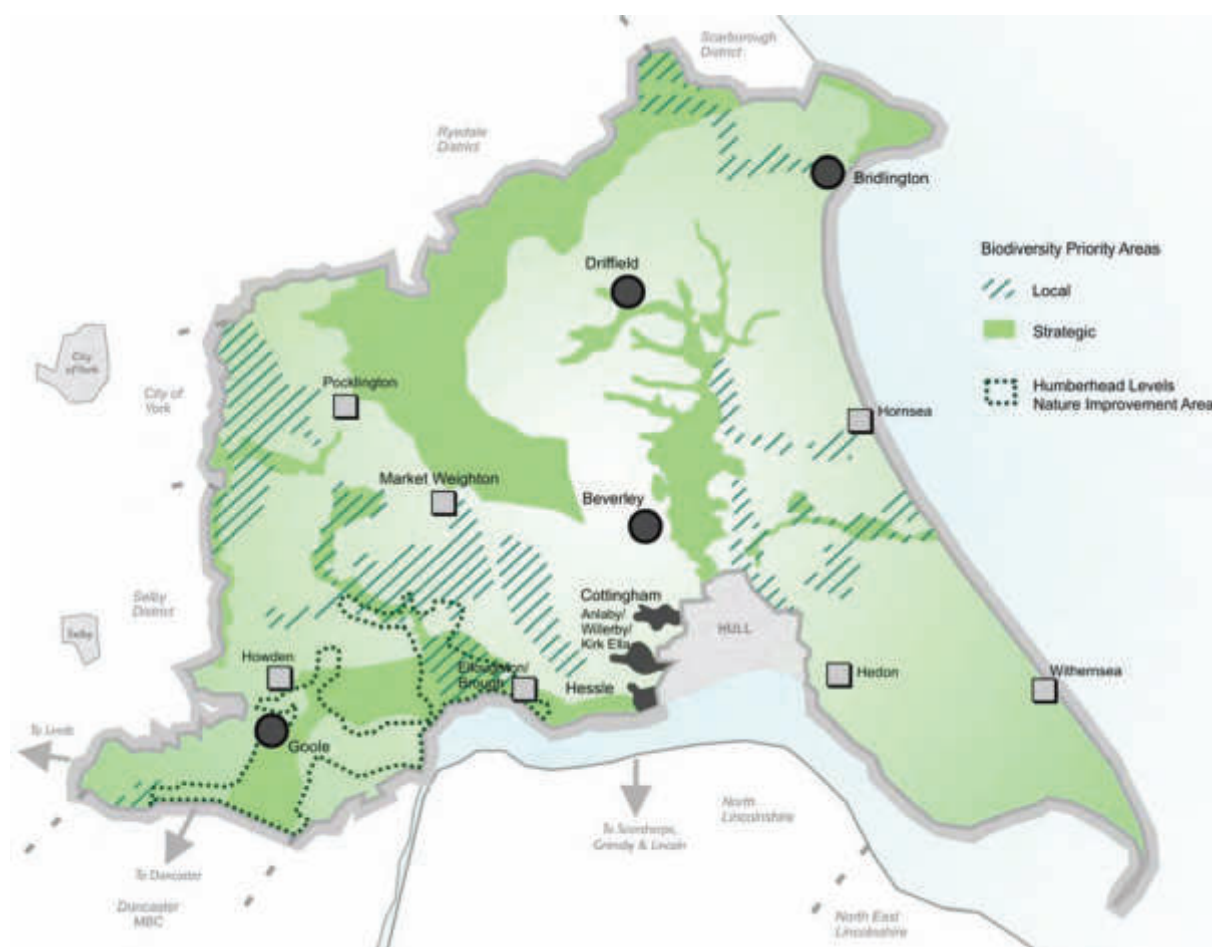 Scarborough
District
Ryedale
District
Bridlington
Driffield
Biodiversity Priority Areas
Local
Strategic
Humberhead Levels
Nature Improvement Area
City
of York
City of
York
Pocklington
Hornsea
Market Weighton
Beverley
Selby
District
Selby
Cottingham
Anlaby/
Willerby/
Kirk Ella
HULL
Howden
Elloughton/
Brough
Hessle
Hedon
Withernsea
Goole
To Leeds
To Scunthorpe,
Grimsby & Lincoln
North
Lincolnshire
To Doncaster
Doncaster
MBC
North East
Lincolnshire